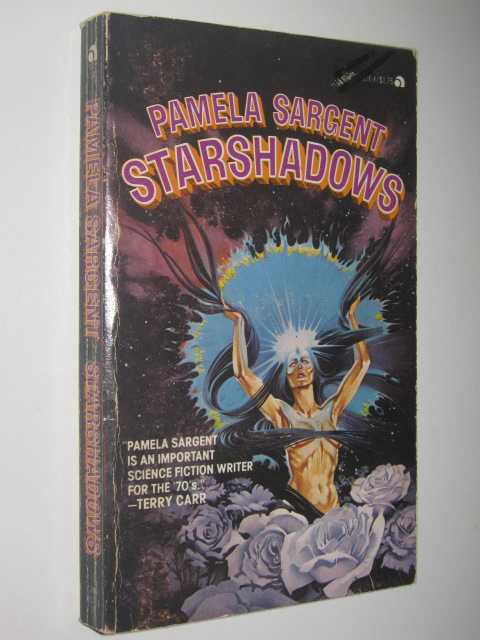 PAMELA SARGENT
STARSHADOWS
"PAMELA SARGENT
IS AN IMPORTANT
SCIENCE FICTION WRITER
FOR THE '70's."
—TERRY CARR
PAMELA SARGENT STARSHADOWS